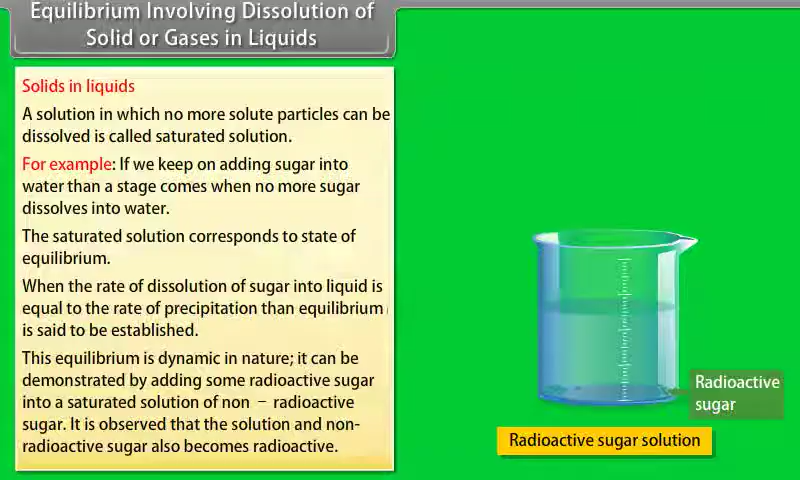 Equilibrium Involving Dissolution of
Solid or Gases in Liquids
Solids in liquids
A solution in which no more solute particles can be
dissolved is called saturated solution.
For example: If we keep on adding sugar into
water than a stage comes when no more sugar
dissolves into water.
The saturated solution corresponds to state of
equilibrium.
When the rate of dissolution of sugar into liquid is
equal to the rate of precipitation than equilibrium
is said to be established.
This equilibrium is dynamic in nature; it can be
demonstrated by adding some radioactive sugar
into a saturated solution of non – radioactive
sugar. It is observed that the solution and non-
radioactive sugar also becomes radioactive.
Radioactive
sugar
Radioactive sugar solution